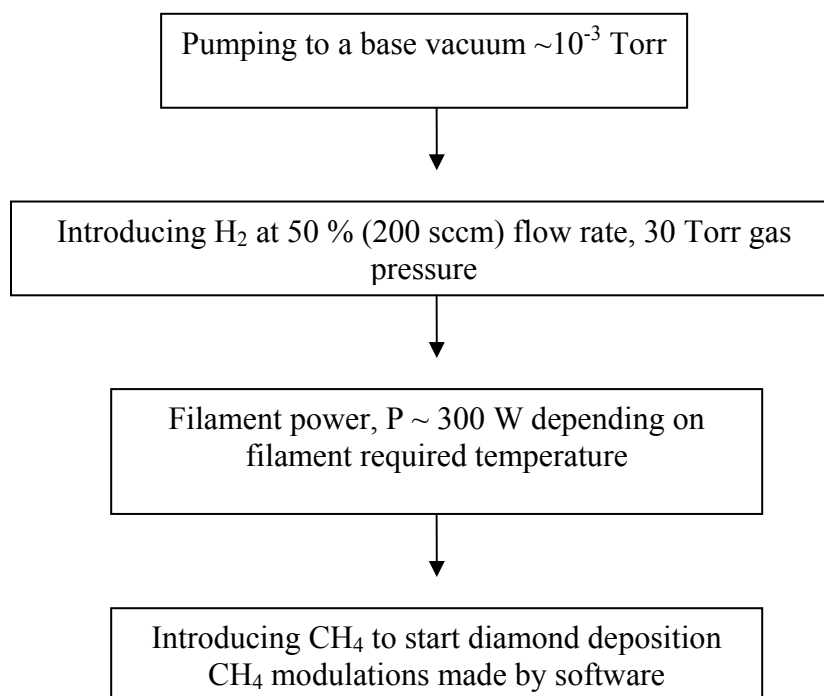 Pumping to a base vacuum ~10⁻³ Torr
Introducing H₂ at 50 % (200 sccm) flow rate, 30 Torr gas
pressure
Filament power, P ~ 300 W depending on
filament required temperature
Introducing CH₄ to start diamond deposition
CH₄ modulations made by software